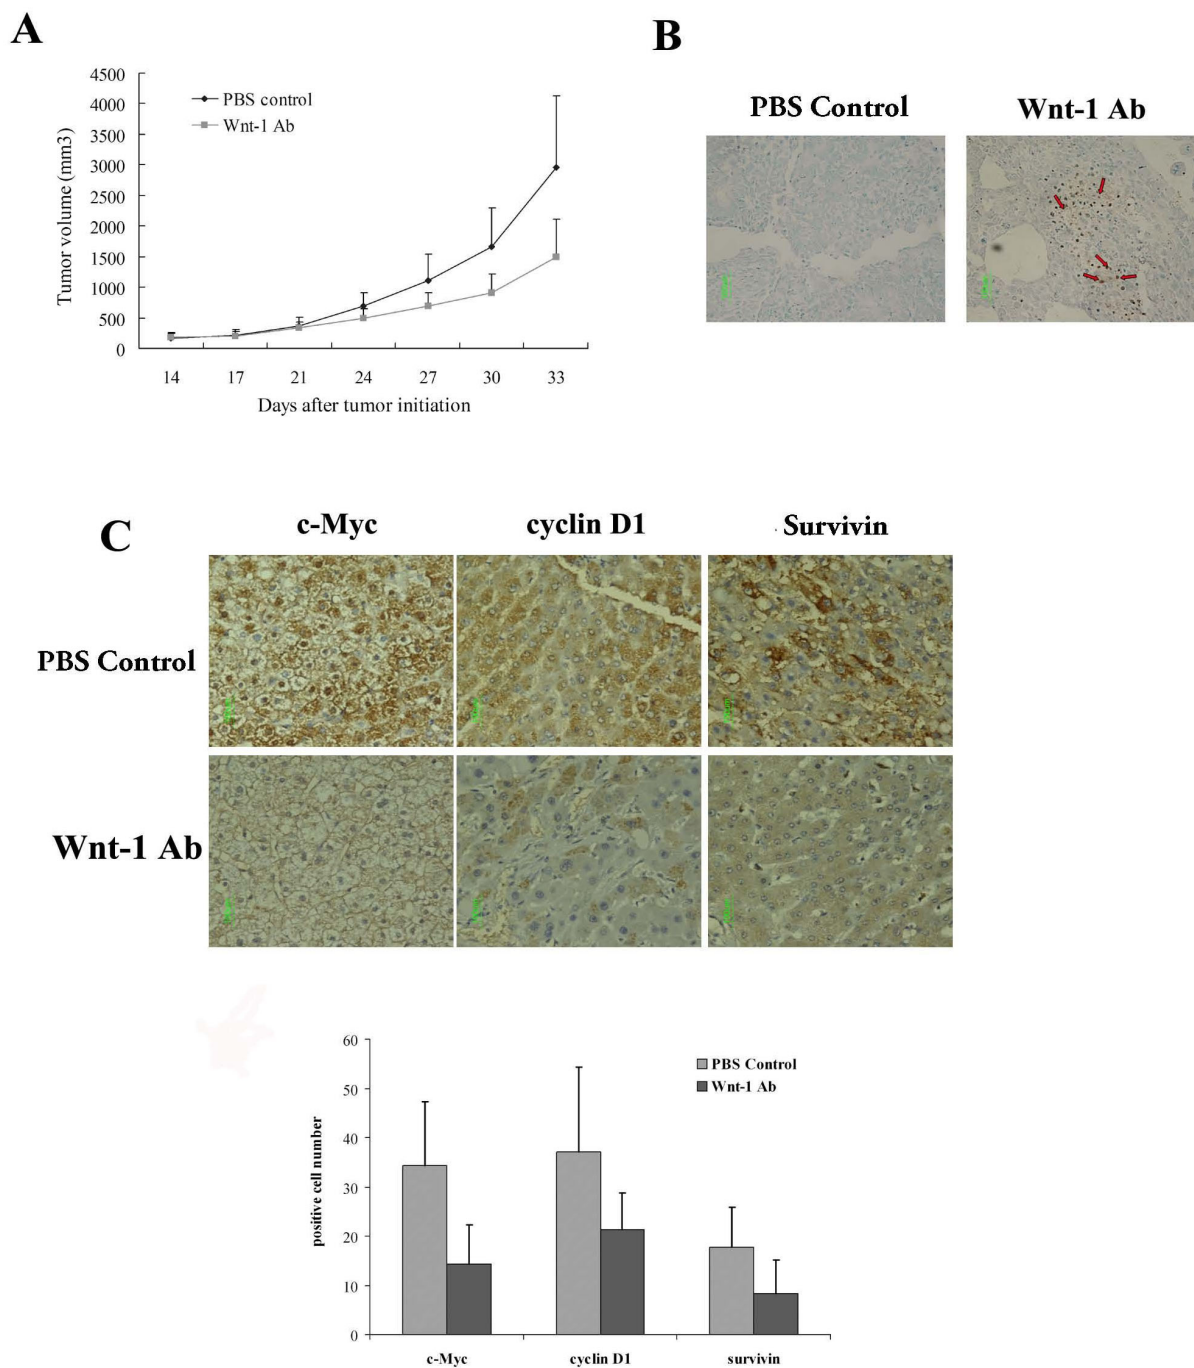 A
B
4500
4000
3500
3000
2500
2000
1500
1000
500
0
Tumor volume (mm3)
PBS control
Wnt-1 Ab
14 17 21 24 27 30 33
Days after tumor initiation
PBS Control Wnt-1 Ab
C
c-Myc cyclin D1 Survivin
PBS Control
Wnt-1 Ab
60
50
40
30
20
10
0
positive cell number
PBS Control
Wnt-1 Ab
c-Myc cyclin D1 survivin